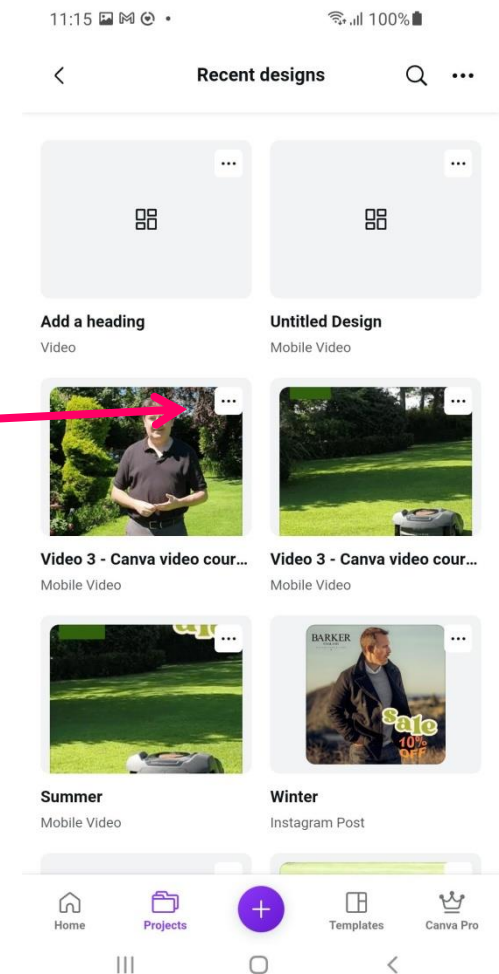 11:15
100%
Recent designs
Add a heading
Video
Untitled Design
Mobile Video
Video 3 - Canva video cour...
Mobile Video
Video 3 - Canva video cour...
Mobile Video
sale
Summer
Mobile Video
BARKER
sale
10%
OFF
Winter
Instagram Post
Home
Projects
Templates
Canva Pro